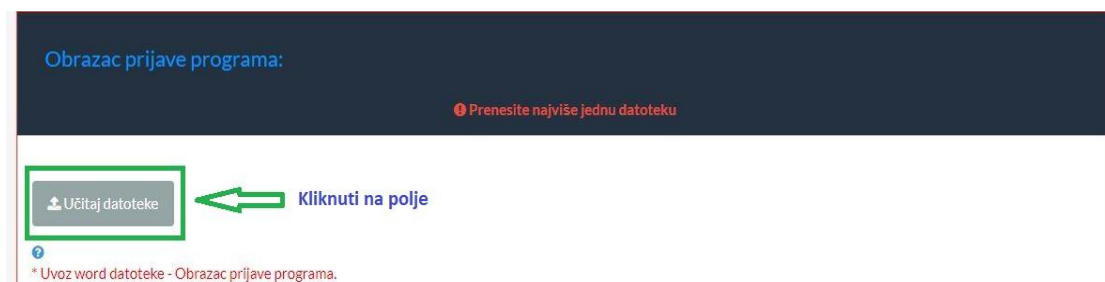 Obrazac prijave programa:
Prenesite najviše jednu datoteku
Učitaj datoteke
Kliknuti na polje
* Uvoz word datoteke - Obrazac prijave programa.